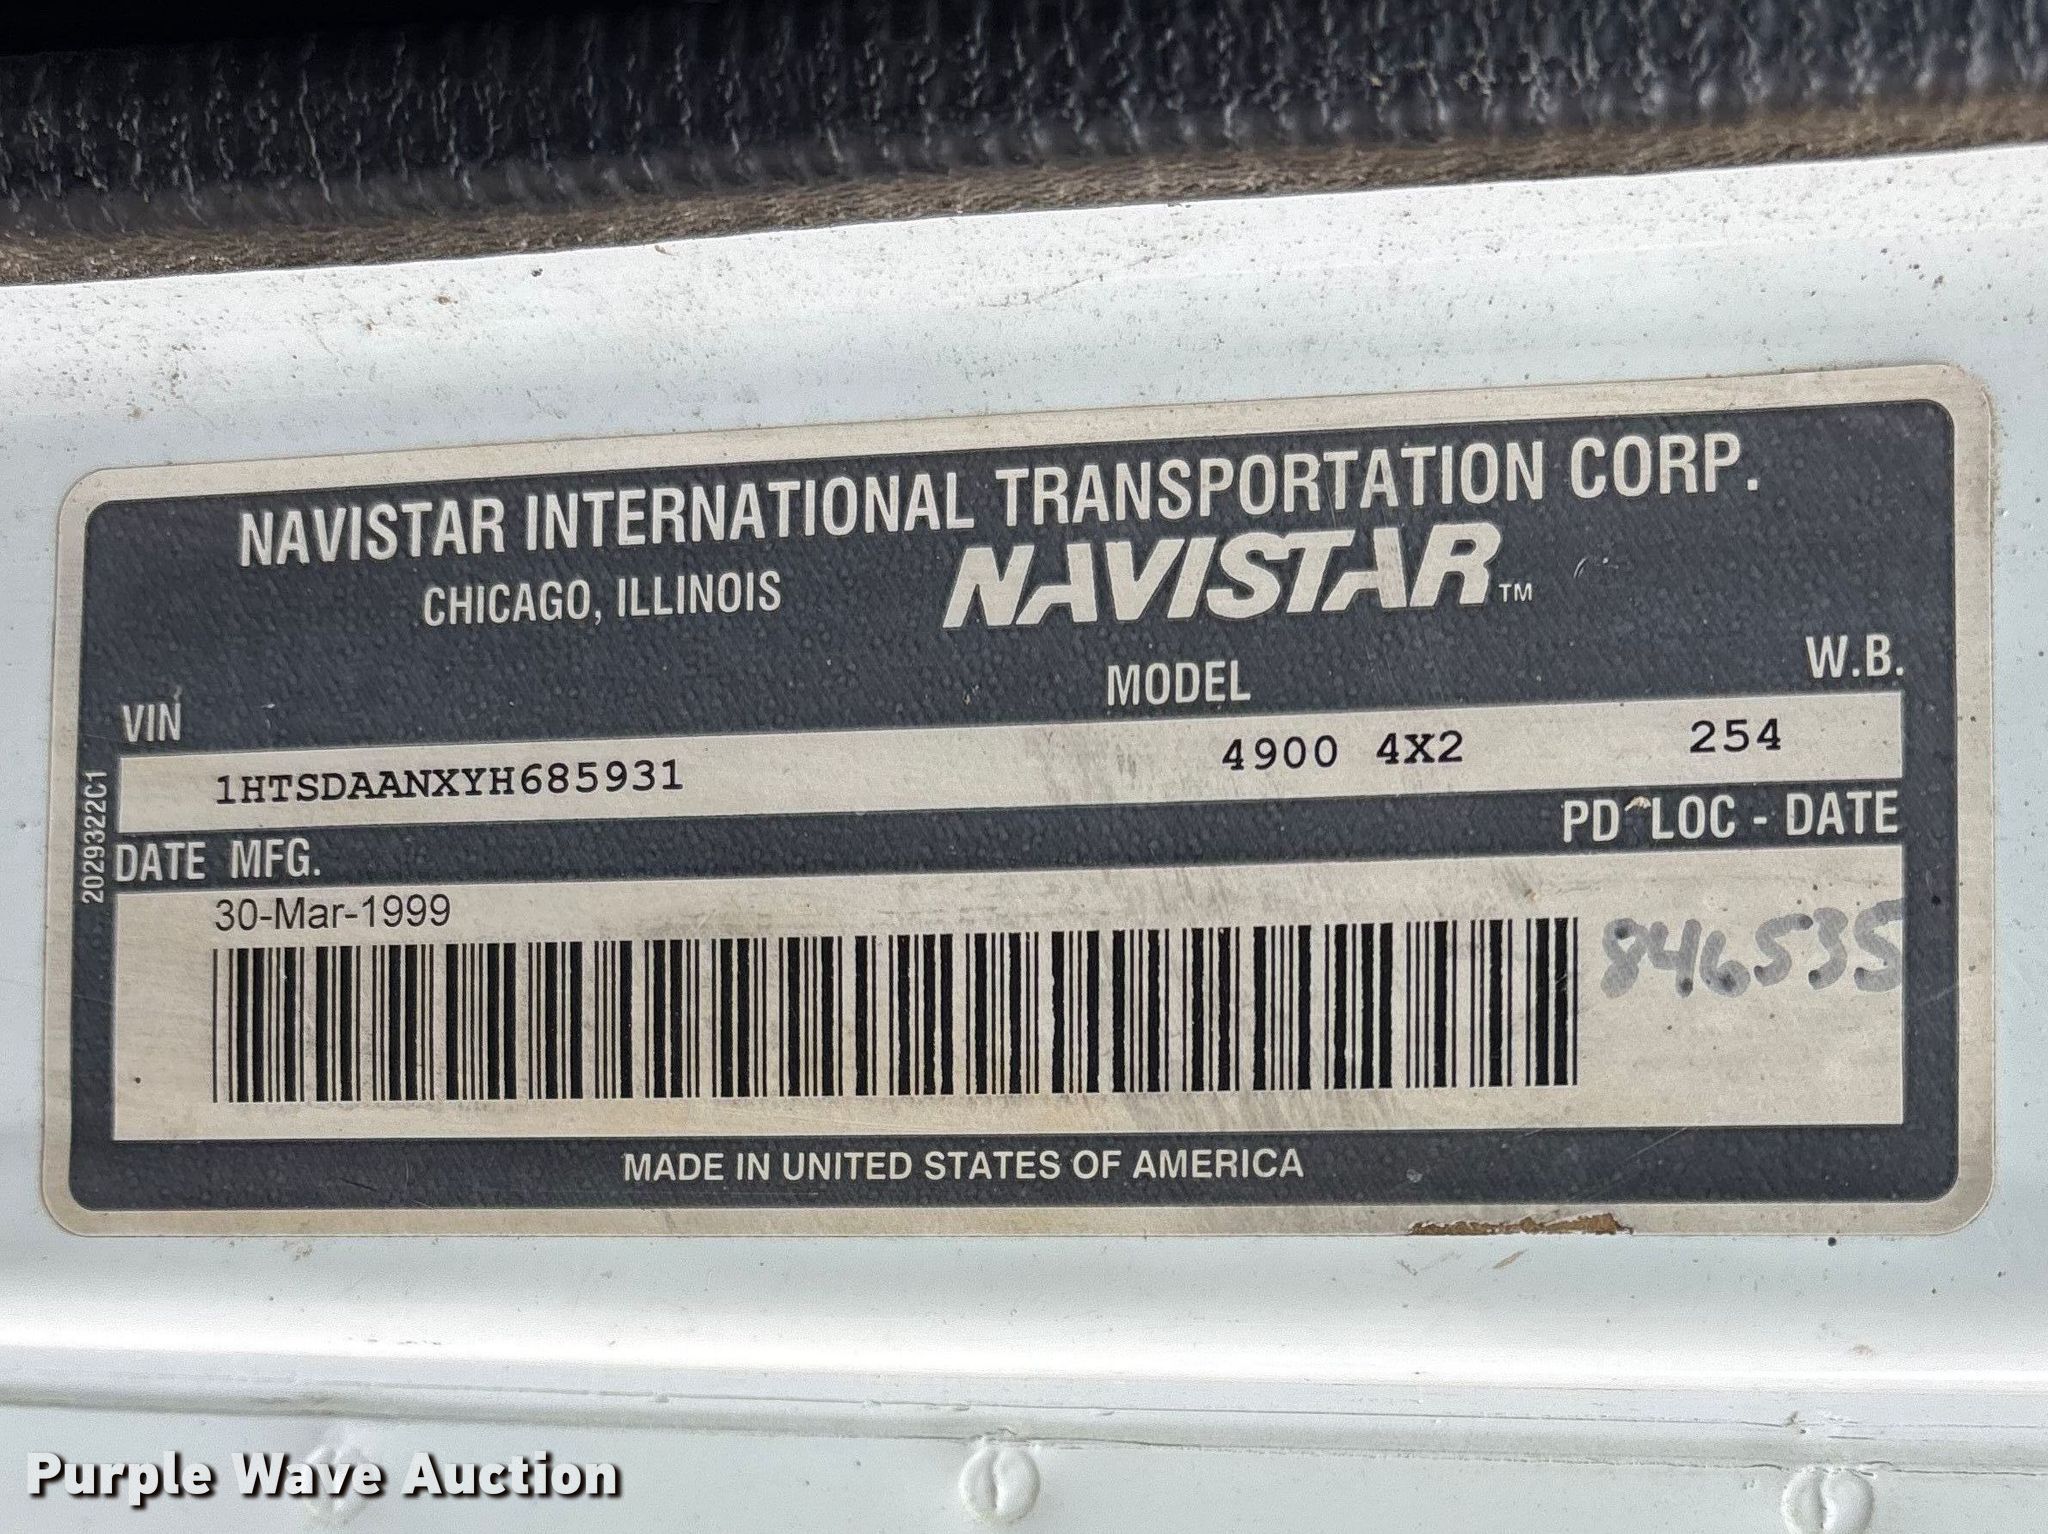 NAVISTAR INTERNATIONAL TRANSPORTATION CORP.
CHICAGO, ILLINOIS NAVISTAR™
VIN MODEL W.B.
1HTSDAANXYH685931 4900 4X2 254
DATE MFG. PD LOC - DATE
30-Mar-1999
846535
2029322C1
MADE IN UNITED STATES OF AMERICA
Purple Wave Auction